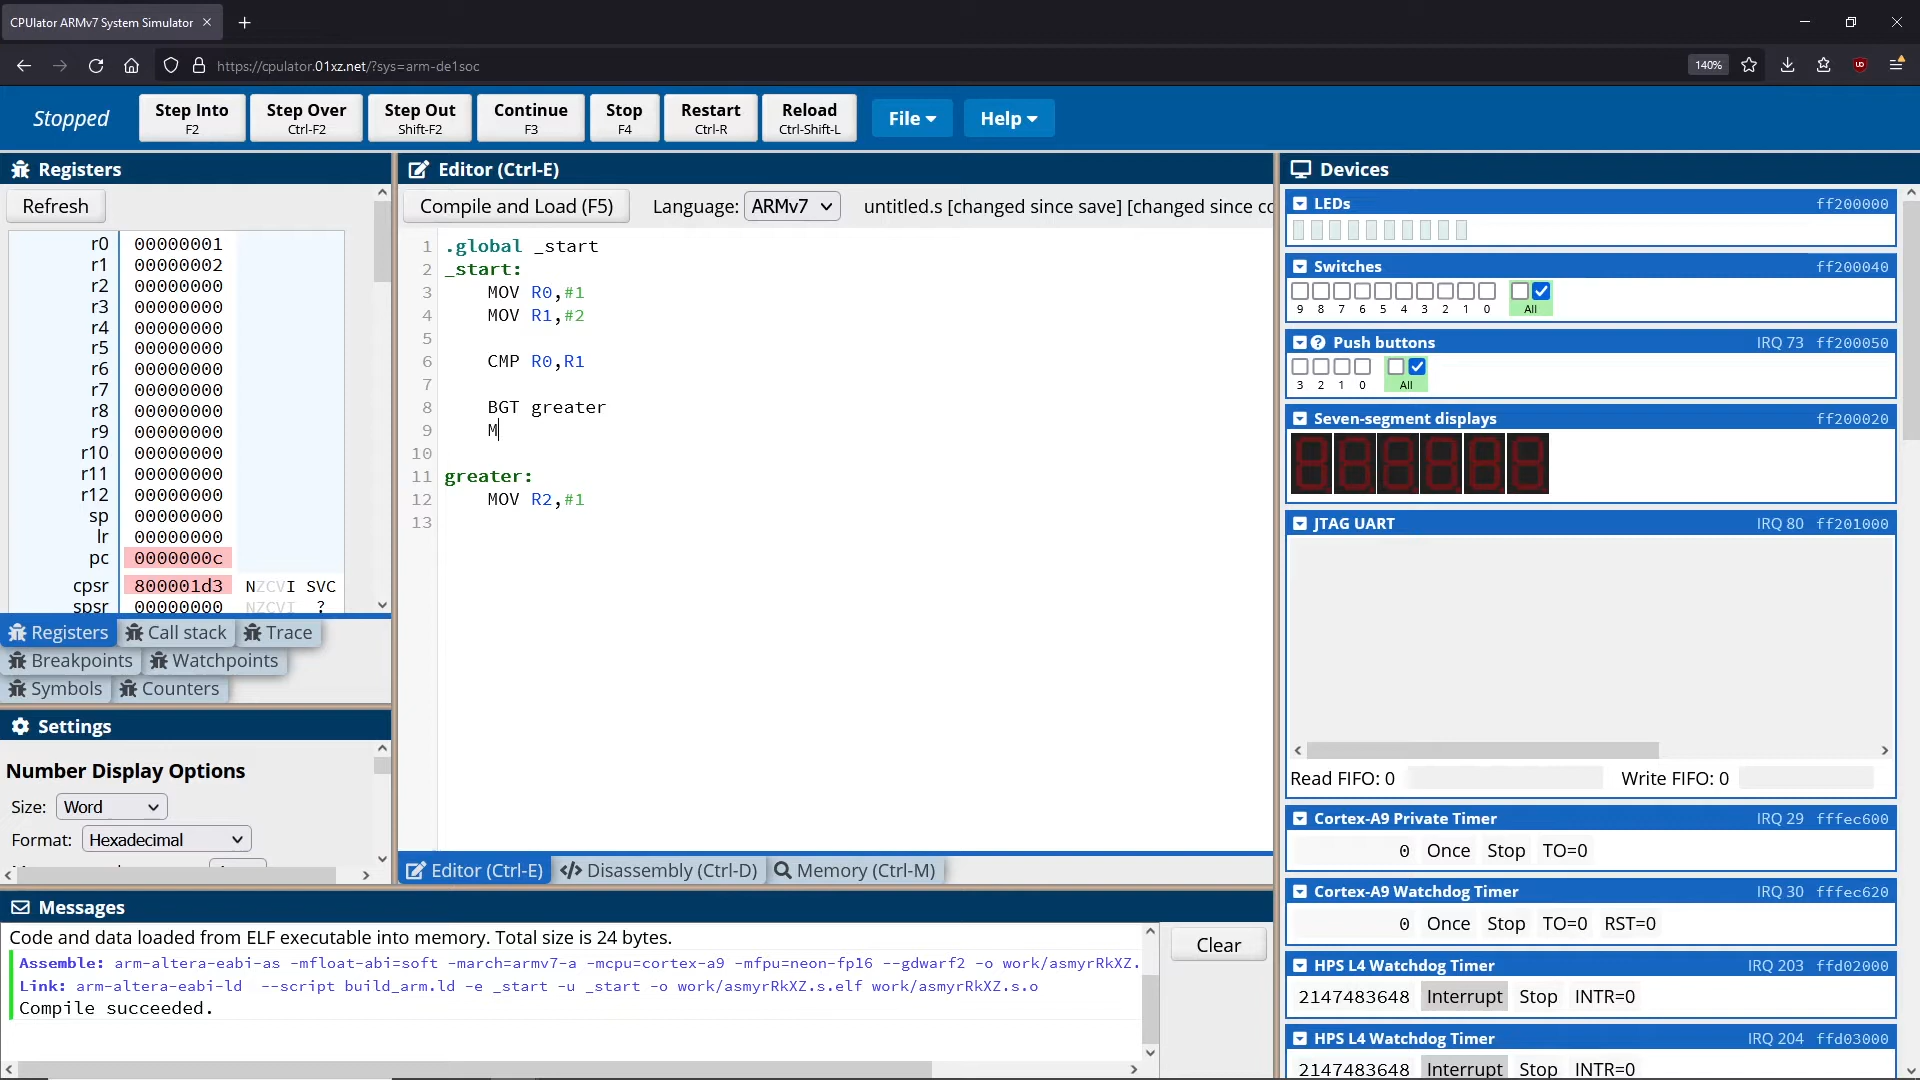 CPUlator ARMv7 System Simulator
https://cpulator.01xz.net/?sys=arm-de1soc
140%
Stopped
Step Into F2
Step Over Ctrl-F2
Step Out Shift-F2
Continue F3
Stop F4
Restart Ctrl-R
Reload Ctrl-Shift-L
File
Help
Registers
Refresh
r0 00000001
r1 00000002
r2 00000000
r3 00000000
r4 00000000
r5 00000000
r6 00000000
r7 00000000
r8 00000000
r9 00000000
r10 00000000
r11 00000000
r12 00000000
sp 00000000
lr 00000000
pc 0000000c
cpsr 800001d3 NZCVI SVC
spsr 00000000 NZCVI ?
Registers Call stack Trace
Breakpoints Watchpoints
Symbols Counters
Settings
Number Display Options
Size: Word
Format: Hexadecimal
Editor (Ctrl-E)
Compile and Load (F5) Language: ARMv7 untitled.s [changed since save] [changed since co
1 .global _start
2 _start:
3 MOV R0,#1
4 MOV R1,#2
5
6 CMP R0,R1
7
8 BGT greater
9 M
10
11 greater:
12 MOV R2,#1
13
Editor (Ctrl-E) Disassembly (Ctrl-D) Memory (Ctrl-M)
Messages
Code and data loaded from ELF executable into memory. Total size is 24 bytes.
Assemble: arm-altera-eabi-as -mfloat-abi=soft -march=armv7-a -mcpu=cortex-a9 -mfpu=neon-fp16 --gdwarf2 -o work/asmyrRkXZ.
Link: arm-altera-eabi-ld --script build_arm.ld -e _start -u _start -o work/asmyrRkXZ.s.elf work/asmyrRkXZ.s.o
Compile succeeded.
Clear
Devices
LEDs ff200000
Switches ff200040
9 8 7 6 5 4 3 2 1 0 All
Push buttons IRQ 73 ff200050
3 2 1 0 All
Seven-segment displays ff200020
JTAG UART IRQ 80 ff201000
Read FIFO: 0 Write FIFO: 0
Cortex-A9 Private Timer IRQ 29 fffec600
0 Once Stop TO=0
Cortex-A9 Watchdog Timer IRQ 30 fffec620
0 Once Stop TO=0 RST=0
HPS L4 Watchdog Timer IRQ 203 ffd02000
2147483648 Interrupt Stop INTR=0
HPS L4 Watchdog Timer IRQ 204 ffd03000
2147483648 Interrupt Stop INTR=0